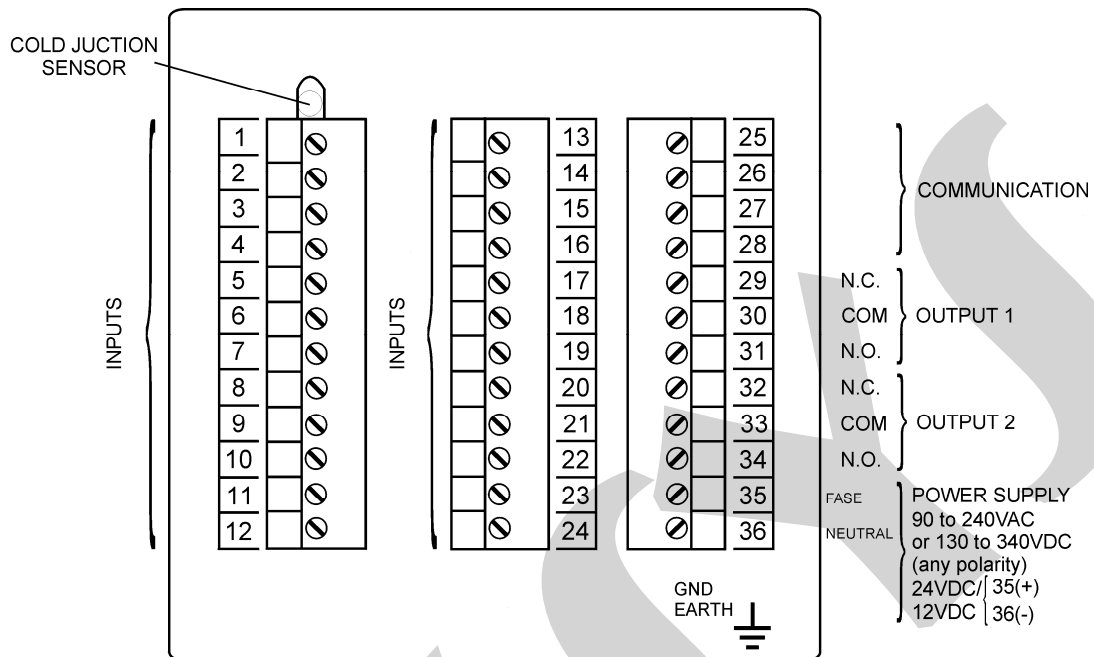 COLD JUCTION
SENSOR
INPUTS
1
2
3
4
5
6
7
8
9
10
11
12
INPUTS
13
14
15
16
17
18
19
20
21
22
23
24
25
26
27
28
29
30
31
32
33
34
35
36
COMMUNICATION
N.C.
COM
N.O.
OUTPUT 1
N.C.
COM
N.O.
OUTPUT 2
FASE
NEUTRAL
POWER SUPPLY
90 to 240VAC
or 130 to 340VDC
(any polarity)
24VDC/ 35(+)
12VDC 36(-)
GND
EARTH